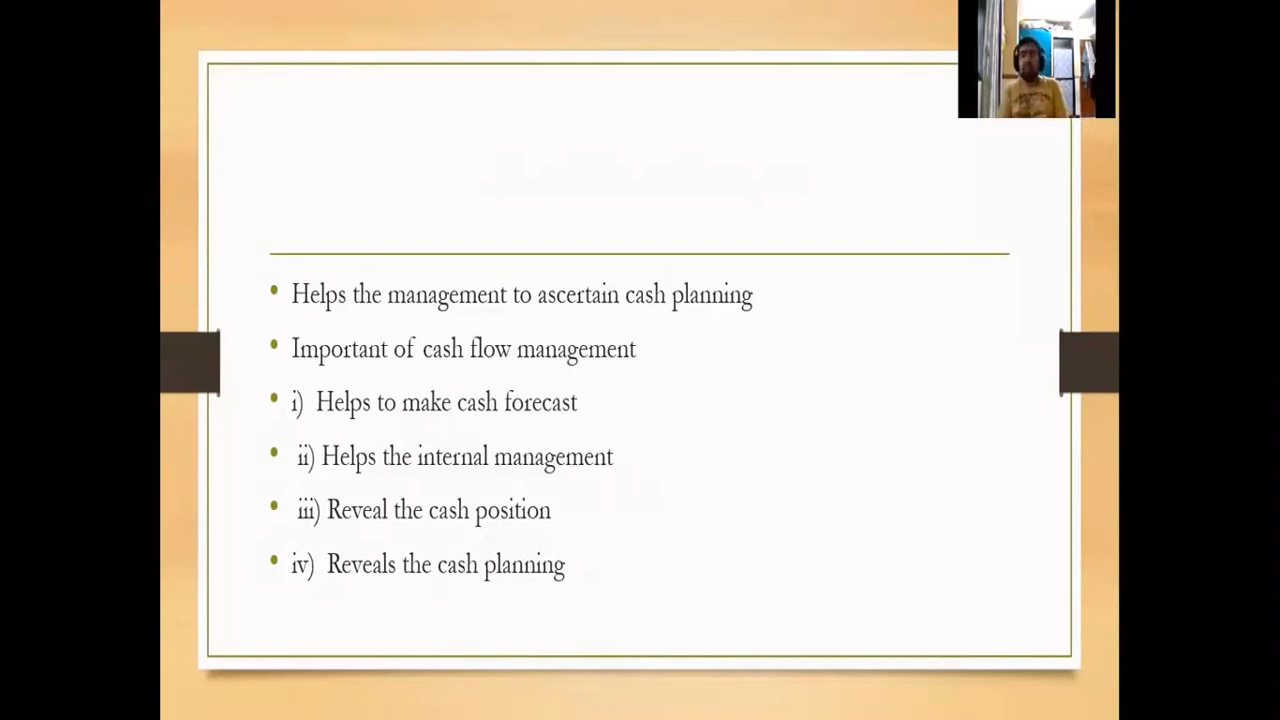 • Helps the management to ascertain cash planning
• Important of cash flow management
• i) Helps to make cash forecast
• ii) Helps the internal management
• iii) Reveal the cash position
• iv) Reveals the cash planning